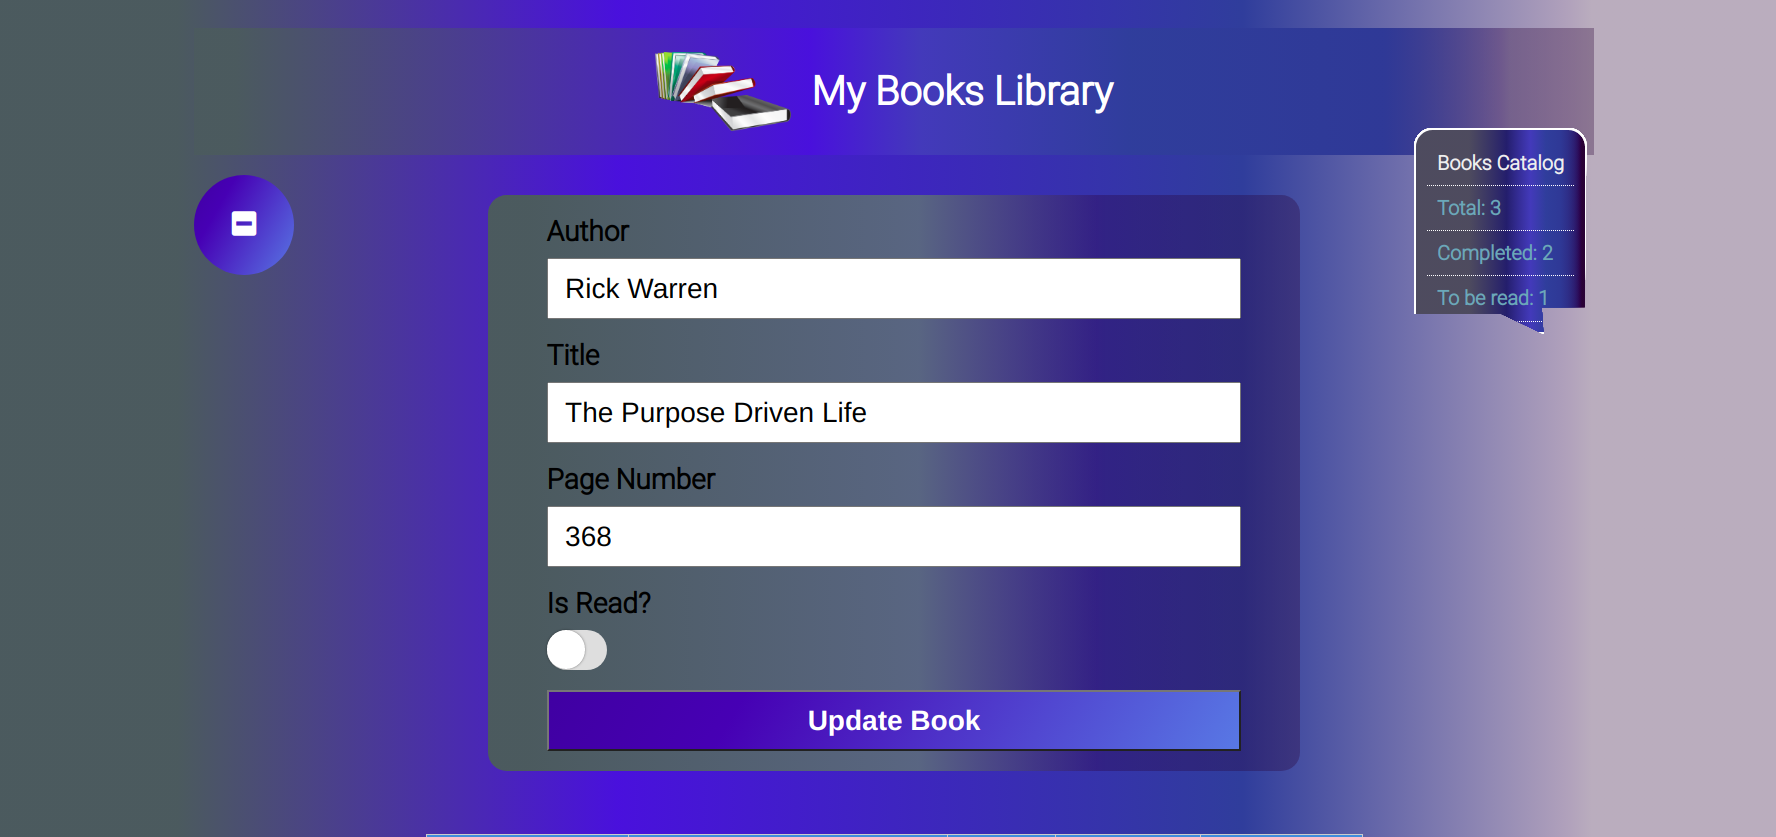 My Books Library
Books Catalog
Total: 3
Completed: 2
To be read: 1
Author
Rick Warren
Title
The Purpose Driven Life
Page Number
368
Is Read?
Update Book